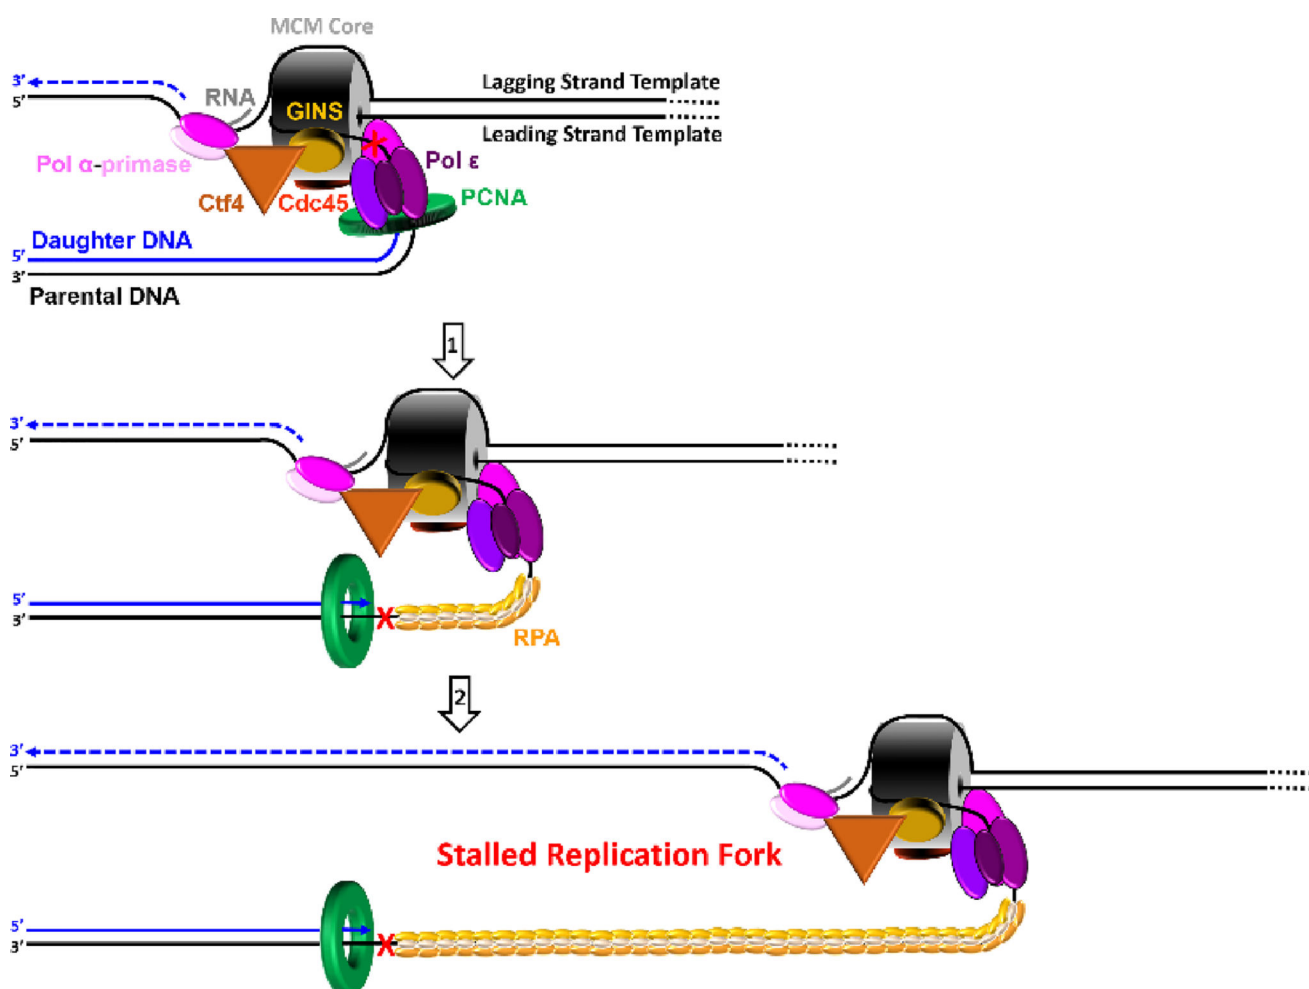 MCM Core
3'
5'
RNA
Lagging Strand Template
GINS
Leading Strand Template
Pol α-primase
Pol ε
Ctf4
Cdc45
PCNA
5'
Daughter DNA
3'
Parental DNA
1
3'
5'
5'
3'
X
RPA
2
3'
5'
Stalled Replication Fork
5'
3'
X